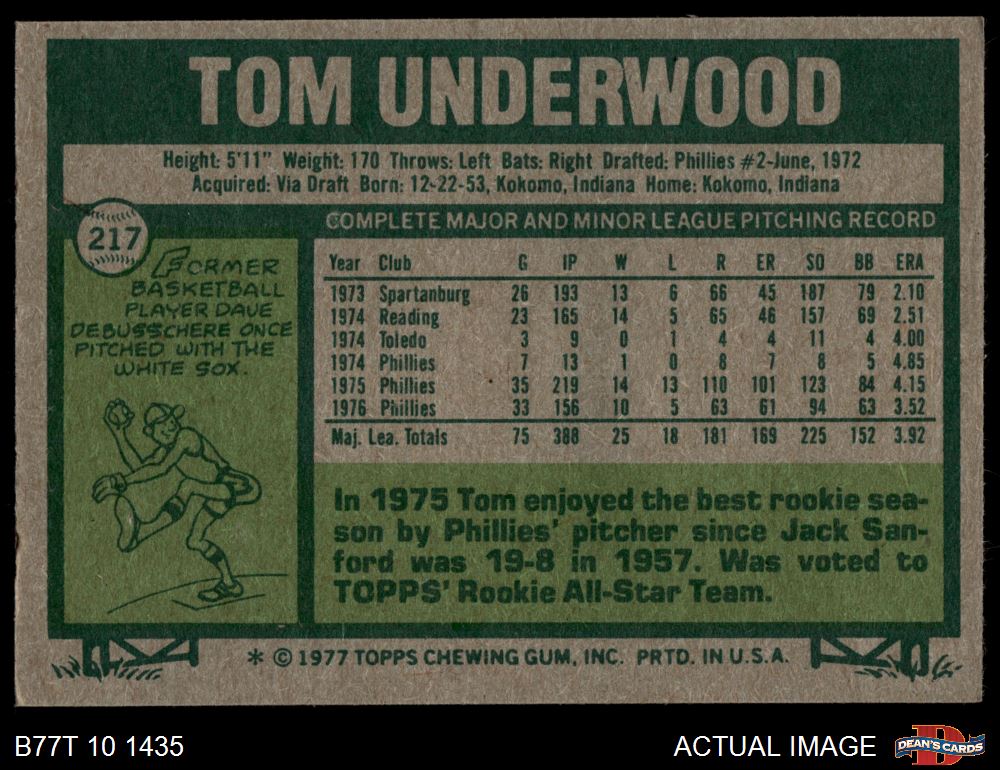 TOM UNDERWOOD
Height: 5'11" Weight: 170 Throws: Left Bats: Right Drafted: Phillies #2-June, 1972
Acquired: Via Draft Born: 12-22-53, Kokomo, Indiana Home: Kokomo, Indiana
217
COMPLETE MAJOR AND MINOR LEAGUE PITCHING RECORD
FORMER
BASKETBALL
PLAYER DAVE
DEBUSSCHERE ONCE
PITCHED WITH THE
WHITE SOX.
Year Club G IP W L R ER SO BB ERA
1973 Spartanburg 26 193 13 6 66 45 187 79 2.10
1974 Reading 23 165 14 5 65 46 157 69 2.51
1974 Toledo 3 9 0 1 4 4 11 4 4.00
1974 Phillies 7 13 1 0 8 7 8 5 4.85
1975 Phillies 35 219 14 13 110 101 123 84 4.15
1976 Phillies 33 156 10 5 63 61 94 63 3.52
Maj. Lea. Totals 75 388 25 18 181 169 225 152 3.92
In 1975 Tom enjoyed the best rookie sea-
son by Phillies' pitcher since Jack San-
ford was 19-8 in 1957. Was voted to
TOPPS' Rookie All-Star Team.
* © 1977 TOPPS CHEWING GUM, INC. PRTD. IN U.S.A.
B77T 10 1435
ACTUAL IMAGE
D
DEAN'S CARDS